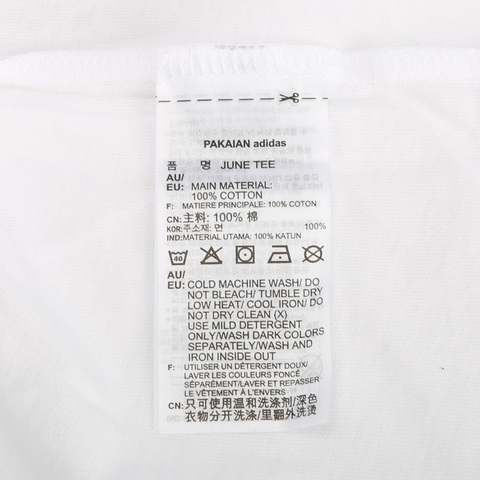 PAKAIAN adidas
품 명 JUNE TEE
AU/
EU: MAIN MATERIAL:
100% COTTON
F: MATIERE PRINCIPALE: 100% COTON
CN: 主料: 100% 棉
KOR: 주소재: 면 100%
IND: MATERIAL UTAMA: 100% KATUN
40
AU/
EU: COLD MACHINE WASH/ DO
NOT BLEACH/ TUMBLE DRY
LOW HEAT/ COOL IRON/ DO
NOT DRY CLEAN (X)
USE MILD DETERGENT
ONLY/WASH DARK COLORS
SEPARATELY/WASH AND
IRON INSIDE OUT
F: UTILISER UN DÉTERGENT DOUX/
LAVER LES COULEURS FONCÉ
SÉPARÉMENT/LAVER ET REPASSER
LE VÊTEMENT À L'ENVERS
CN: 只可使用温和洗涤剂/深色
衣物分开洗涤/里翻外洗烫